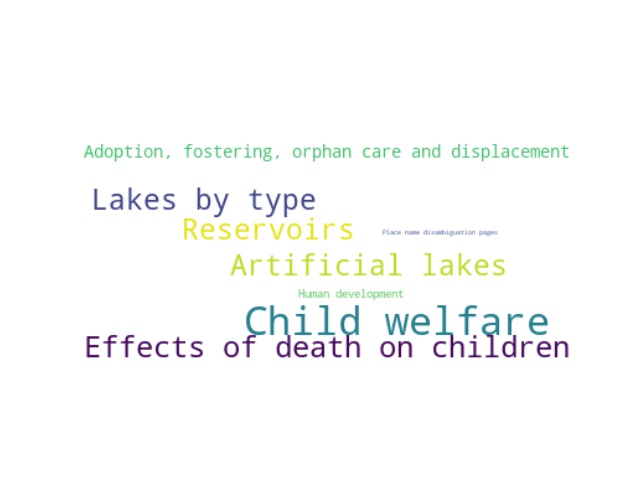 Adoption, fostering, orphan care and displacement
Lakes by type
Reservoirs
Place name disambiguation pages
Artificial lakes
Human development
Child welfare
Effects of death on children